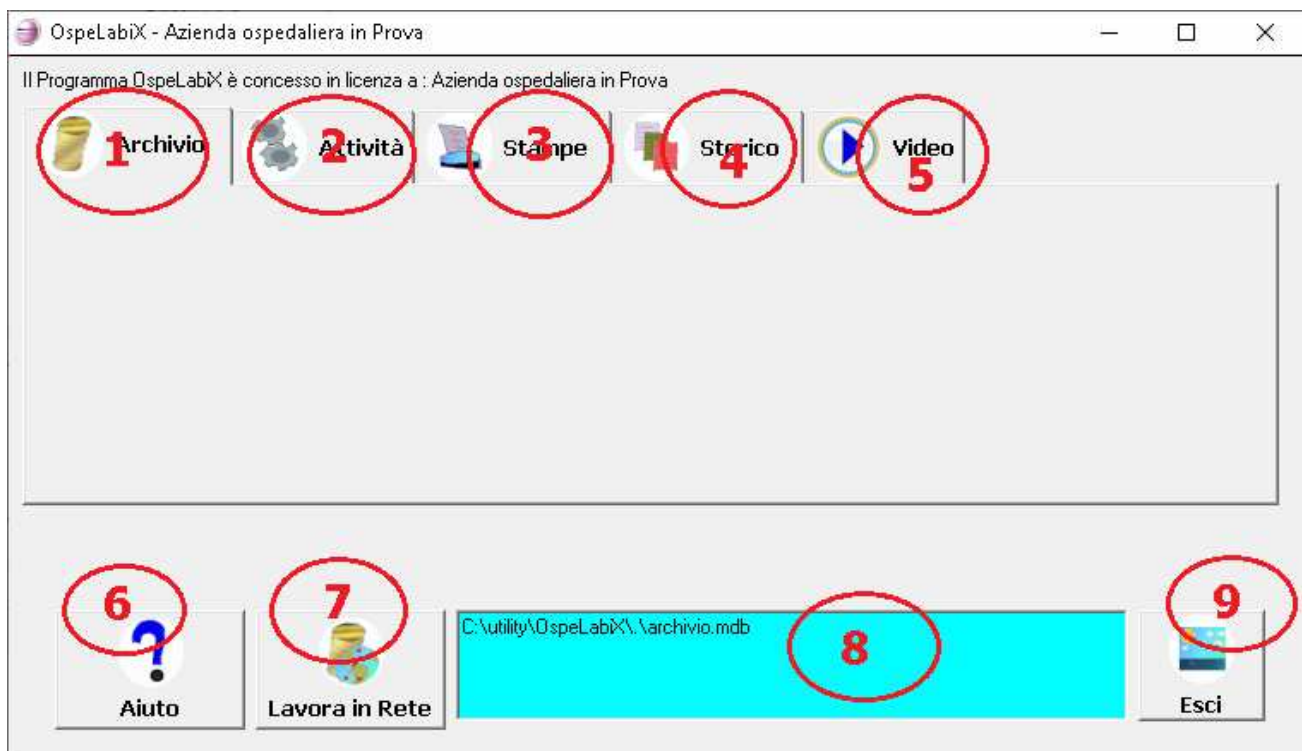 OspeLabiX - Azienda ospedaliera in Prova
Il Programma OspeLabiX è concesso in licenza a : Azienda ospedaliera in Prova
Archivio Attività Stampe Storico Video
1 2 3 4 5
6 7 8 9
C:\utility\OspeLabiX\.\archivio.mdb
Aiuto Lavora in Rete Esci